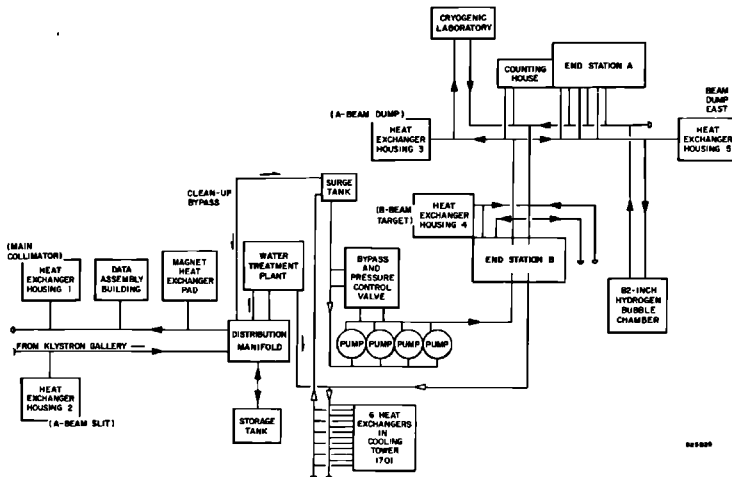 CRYOGENIC
LABORATORY
COUNTING
HOUSE
END STATION A
BEAM
DUMP
EAST
(A-BEAM DUMP)
HEAT
EXCHANGER
HOUSING 3
HEAT
EXCHANGER
HOUSING 5
CLEAN-UP
BYPASS
SURGE
TANK
(B-BEAM
TARGET)
HEAT
EXCHANGER
HOUSING 4
END STATION B
(MAIN
COLLIMATOR)
HEAT
EXCHANGER
HOUSING 1
DATA
ASSEMBLY
BUILDING
MAGNET HEAT
EXCHANGER
PAD
WATER
TREATMENT
PLANT
BYPASS
AND
PRESSURE
CONTROL
VALVE
82-INCH
HYDROGEN
BUBBLE
CHAMBER
DISTRIBUTION
MANIFOLD
FROM KLYSTRON GALLERY
PUMP PUMP PUMP PUMP
HEAT
EXCHANGER
HOUSING 2
(A-BEAM SLIT)
STORAGE
TANK
6 HEAT
EXCHANGERS
IN
COOLING
TOWER
1701